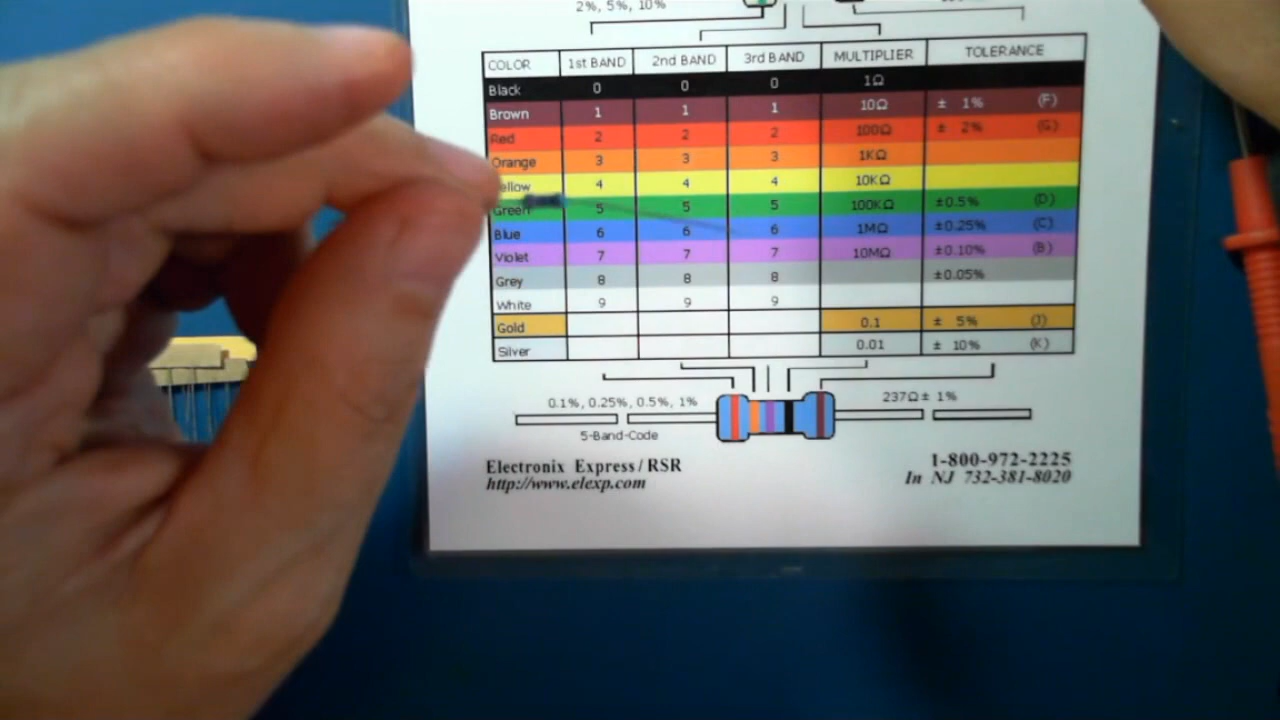 2%, 5%, 10%
COLOR 1st BAND 2nd BAND 3rd BAND MULTIPLIER TOLERANCE
Black 0 0 0 1Ω
Brown 1 1 1 10Ω ± 1% (F)
Red 2 2 2 100Ω ± 2% (G)
Orange 3 3 3 1KΩ
ellow 4 4 4 10KΩ
Green 5 5 5 100KΩ ±0.5% (D)
Blue 6 6 6 1MΩ ±0.25% (C)
Violet 7 7 7 10MΩ ±0.10% (B)
Grey 8 8 8 ±0.05%
White 9 9 9
Gold 0.1 ± 5% (J)
Silver 0.01 ± 10% (K)
0.1%, 0.25%, 0.5%, 1% 237Ω ± 1%
5-Band-Code
Electronix Express / RSR 1-800-972-2225
http://www.elexp.com In NJ 732-381-8020